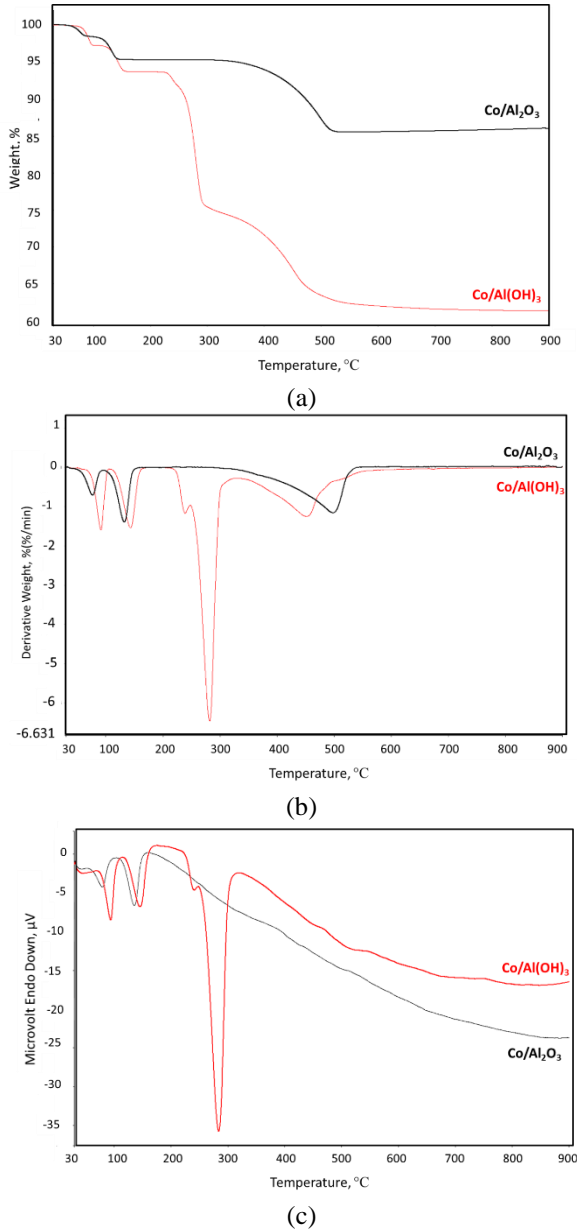 100
95
90
85
80
75
70
65
60
Weight, %
Co/Al₂O₃
Co/Al(OH)₃
30 100 200 300 400 500 600 700 800 900
Temperature, °C
(a)
1
0
-1
-2
-3
-4
-5
-6
-6.631
Derivative Weight, %(%/min)
Co/Al₂O₃
Co/Al(OH)₃
30 100 200 300 400 500 600 700 800 900
Temperature, °C
(b)
0
-5
-10
-15
-20
-25
-30
-35
Microvolt Endo Down, µV
Co/Al(OH)₃
Co/Al₂O₃
30 100 200 300 400 500 600 700 800 900
Temperature, °C
(c)